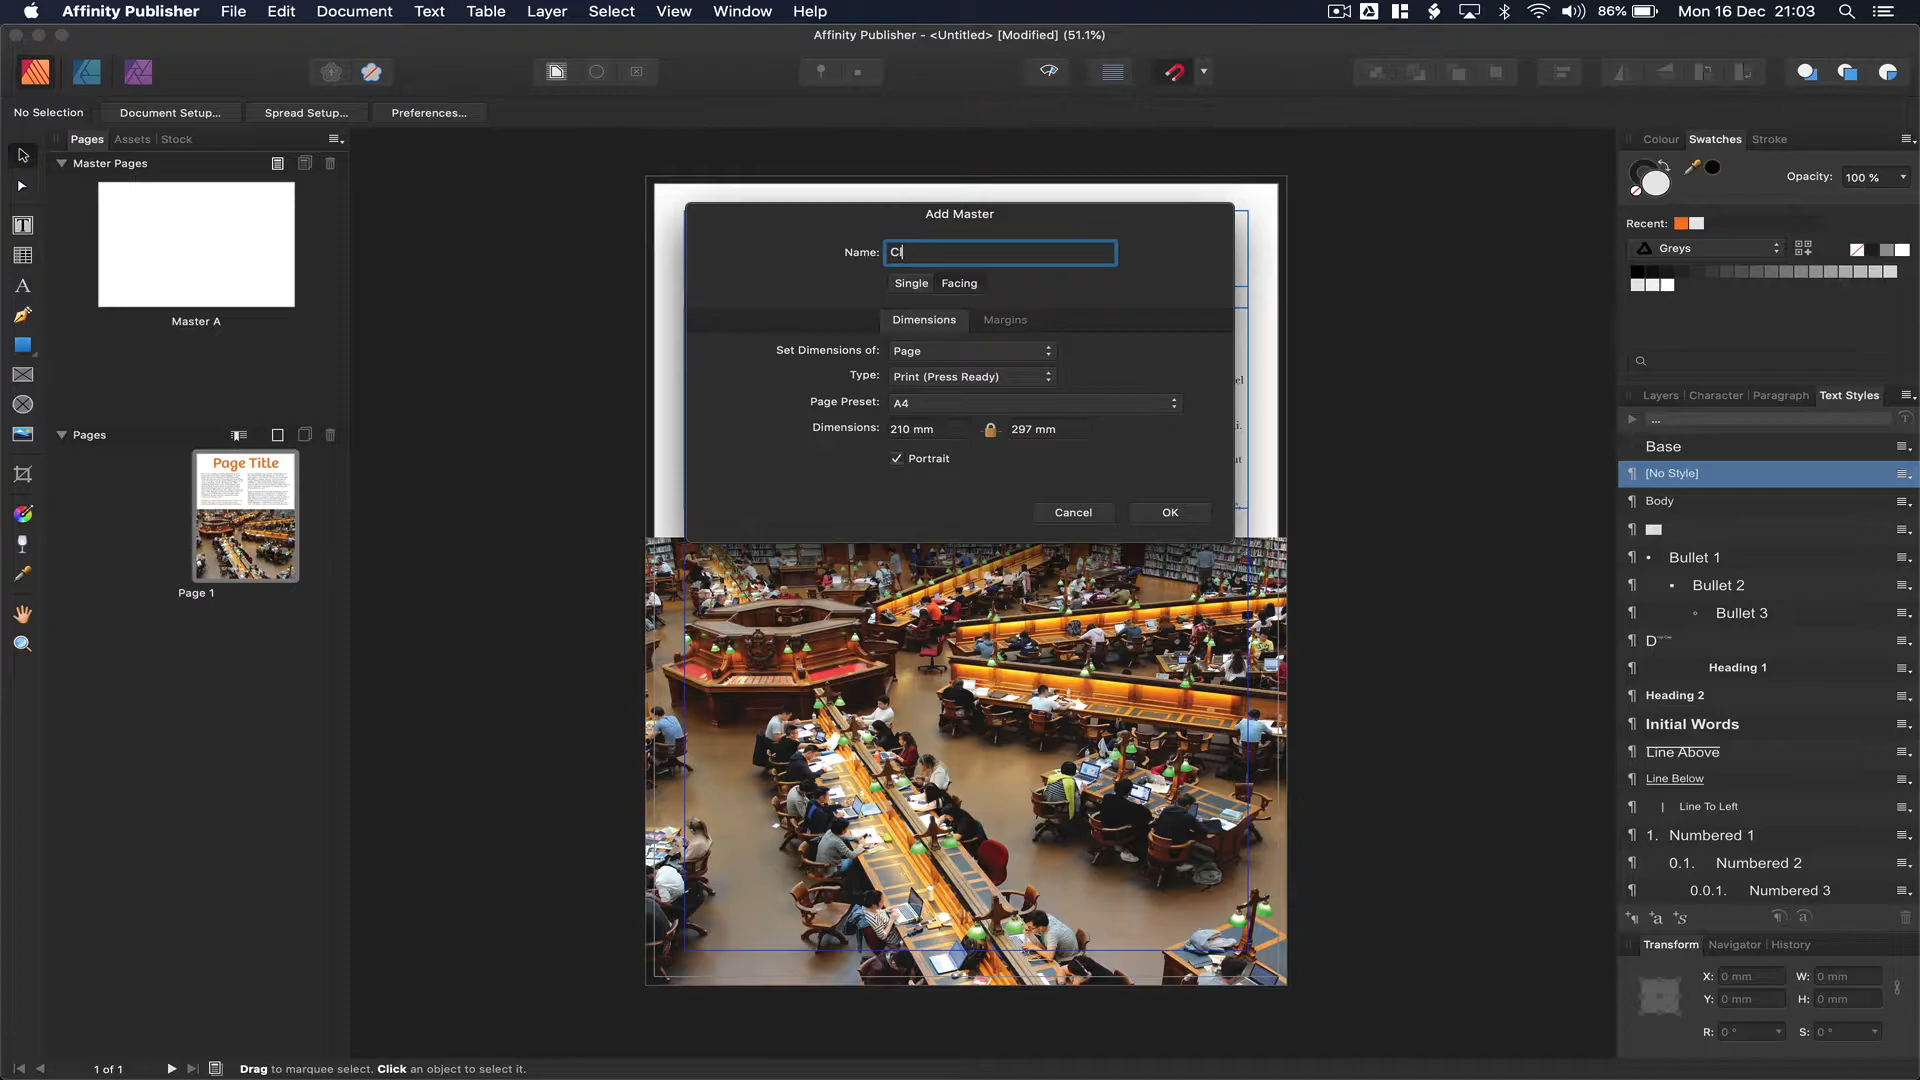 Affinity Publisher File Edit Document Text Table Layer Select View Window Help 86% Mon 16 Dec 21:03
Affinity Publisher - <Untitled> [Modified] (51.1%)
No Selection Document Setup... Spread Setup... Preferences...
Pages Assets Stock
Master Pages
Master A
Pages
Page Title
Page 1
Add Master
Name: Cl
Single Facing
Dimensions Margins
Set Dimensions of: Page
Type: Print (Press Ready)
Page Preset: A4
Dimensions: 210 mm 297 mm
Portrait
Cancel OK
Colour Swatches Stroke
Opacity: 100 %
Recent:
Greys
Layers Character Paragraph Text Styles
...
Base
[No Style]
Body
• Bullet 1
▪ Bullet 2
◦ Bullet 3
Heading 1
Heading 2
Initial Words
Line Above
Line Below
Line To Left
1. Numbered 1
0.1. Numbered 2
0.0.1. Numbered 3
Transform Navigator History
X: 0 mm W: 0 mm
Y: 0 mm H: 0 mm
R: 0 ° S: 0 °
1 of 1 Drag to marquee select. Click an object to select it.